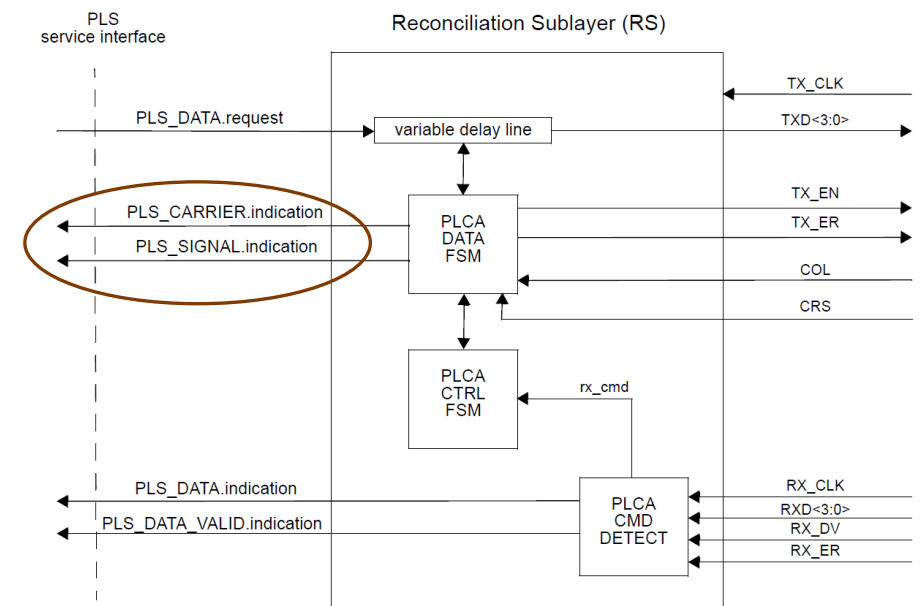 PLS
service interface
Reconciliation Sublayer (RS)
TX_CLK
PLS_DATA.request
variable delay line
TXD<3:0>
PLS_CARRIER.indication
PLS_SIGNAL.indication
PLCA
DATA
FSM
TX_EN
TX_ER
COL
CRS
PLCA
CTRL
FSM
rx_cmd
PLS_DATA.indication
PLS_DATA_VALID.indication
PLCA
CMD
DETECT
RX_CLK
RXD<3:0>
RX_DV
RX_ER